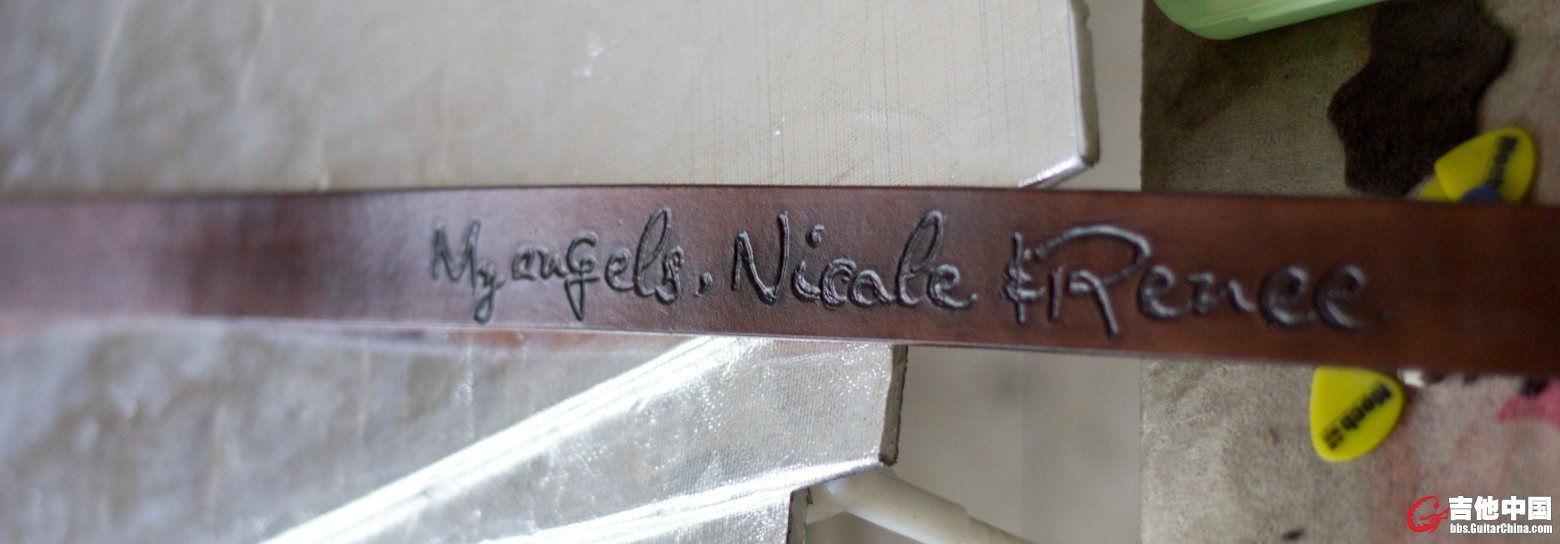 My angels, Nicole & Renee
吉他中国
bbs.GuitarChina.com